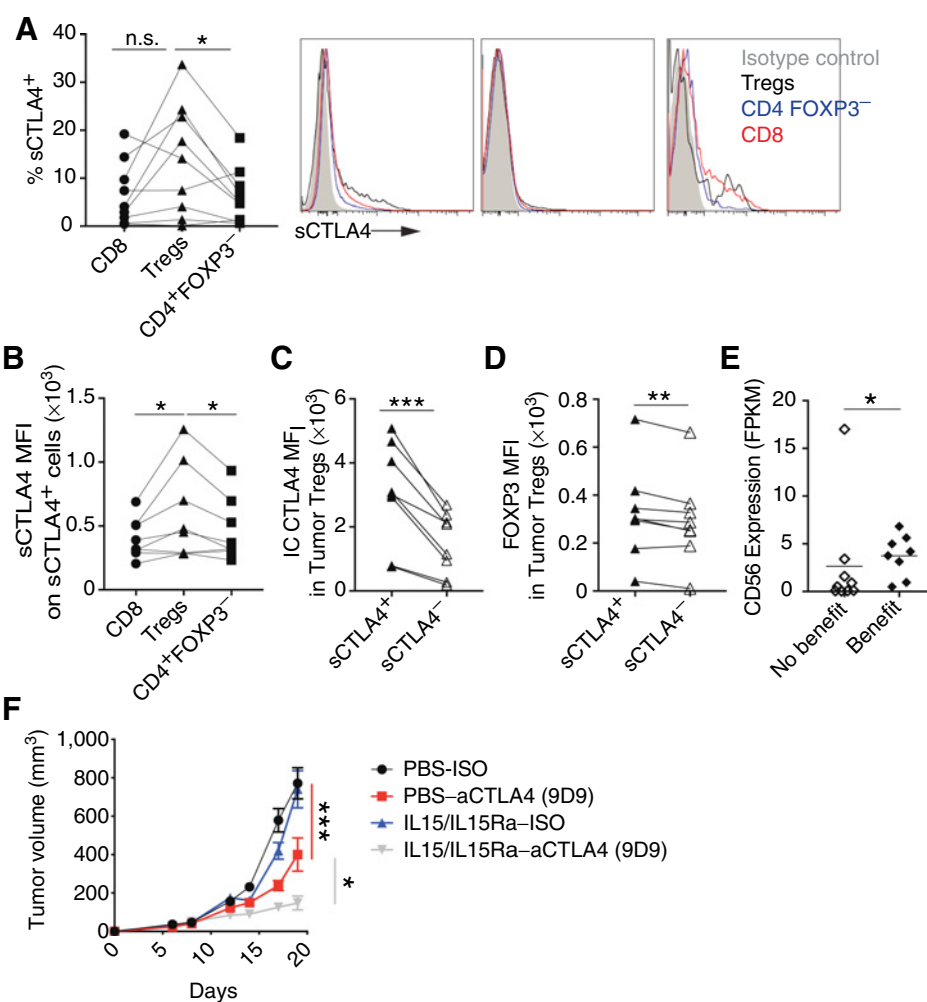 A
% sCTLA4⁺
40
30
20
10
0
n.s.
*
CD8
Tregs
CD4⁺FOXP3⁻
Isotype control
Tregs
CD4 FOXP3⁻
CD8
sCTLA4
B
sCTLA4 MFI
on sCTLA4⁺ cells (×10³)
1.5
1.0
0.5
0
*
*
CD8
Tregs
CD4⁺FOXP3⁻
C
IC CTLA4 MFI
in Tumor Tregs (×10³)
6
4
2
0
***
sCTLA4⁺
sCTLA4⁻
D
FOXP3 MFI
in Tumor Tregs (×10³)
0.8
0.6
0.4
0.2
0
**
sCTLA4⁺
sCTLA4⁻
E
CD56 Expression (FPKM)
20
15
10
5
0
*
No benefit
Benefit
F
Tumor volume (mm³)
1,000
800
600
400
200
0
0
5
10
15
20
Days
***
*
PBS-ISO
PBS–aCTLA4 (9D9)
IL15/IL15Ra–ISO
IL15/IL15Ra–aCTLA4 (9D9)